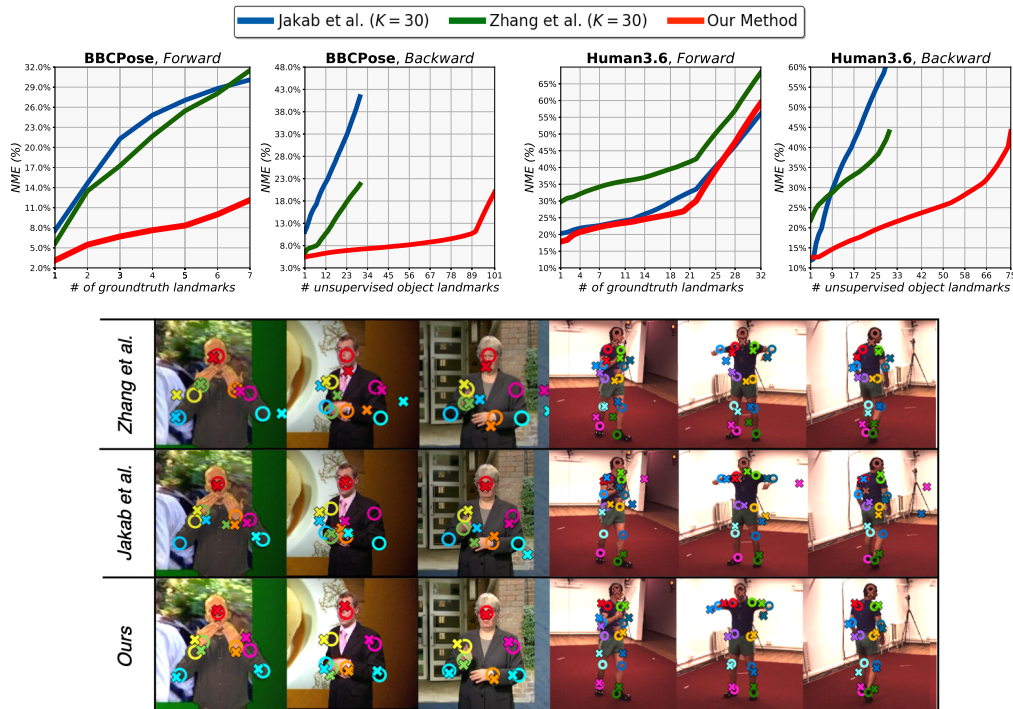 Jakab et al. (K = 30) Zhang et al. (K = 30) Our Method
BBCPose, Forward
32.0%
29.0%
26.0%
23.0%
20.0%
17.0%
14.0%
11.0%
8.0%
5.0%
2.0%
NME (%)
1 2 3 4 5 6 7
# of groundtruth landmarks
BBCPose, Backward
48.0%
43.0%
38.0%
33.0%
28.0%
23.0%
18.0%
13.0%
8.0%
3.0%
NME (%)
1 12 23 34 45 56 67 78 89 101
# unsupervised object landmarks
Human3.6, Forward
65%
60%
55%
50%
45%
40%
35%
30%
25%
20%
15%
10%
NME (%)
1 4 7 11 14 18 21 25 28 32
# of groundtruth landmarks
Human3.6, Backward
60%
55%
50%
45%
40%
35%
30%
25%
20%
15%
10%
NME (%)
1 9 17 25 33 41 50 58 66 75
# unsupervised object landmarks
Zhang et al.
Jakab et al.
Ours